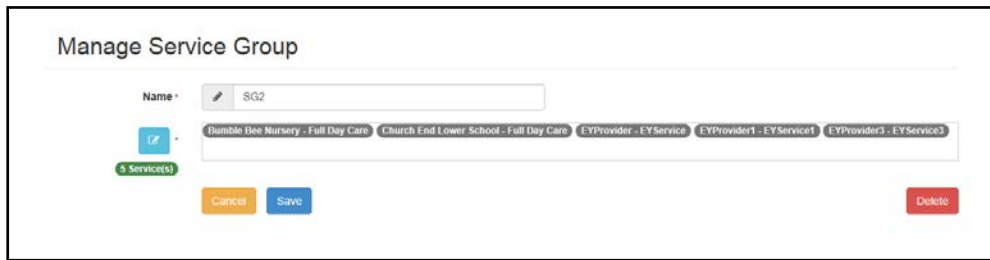 Manage Service Group
Name *
SG2
*
Bumble Bee Nursery - Full Day Care Church End Lower School - Full Day Care EYProvider - EYService EYProvider1 - EYService1 EYProvider3 - EYService3
5 Service(s)
Cancel Save Delete